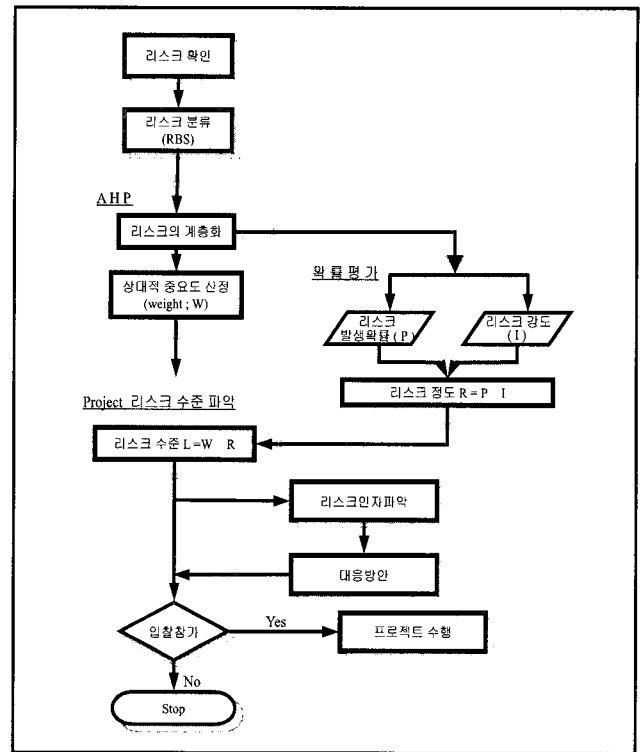 리스크 확인
리스크 분류
(RBS)
AHP
리스크의 계층화
상대적 중요도 산정
(weight ; W)
확률평가
리스크
발생확률 ( P )
리스크 강도
( I )
리스크 정도 R = P I
Project 리스크 수준 파악
리스크 수준 L =W R
리스크인자파악
대응방안
입찰참가
Yes
프로젝트 수행
No
Stop